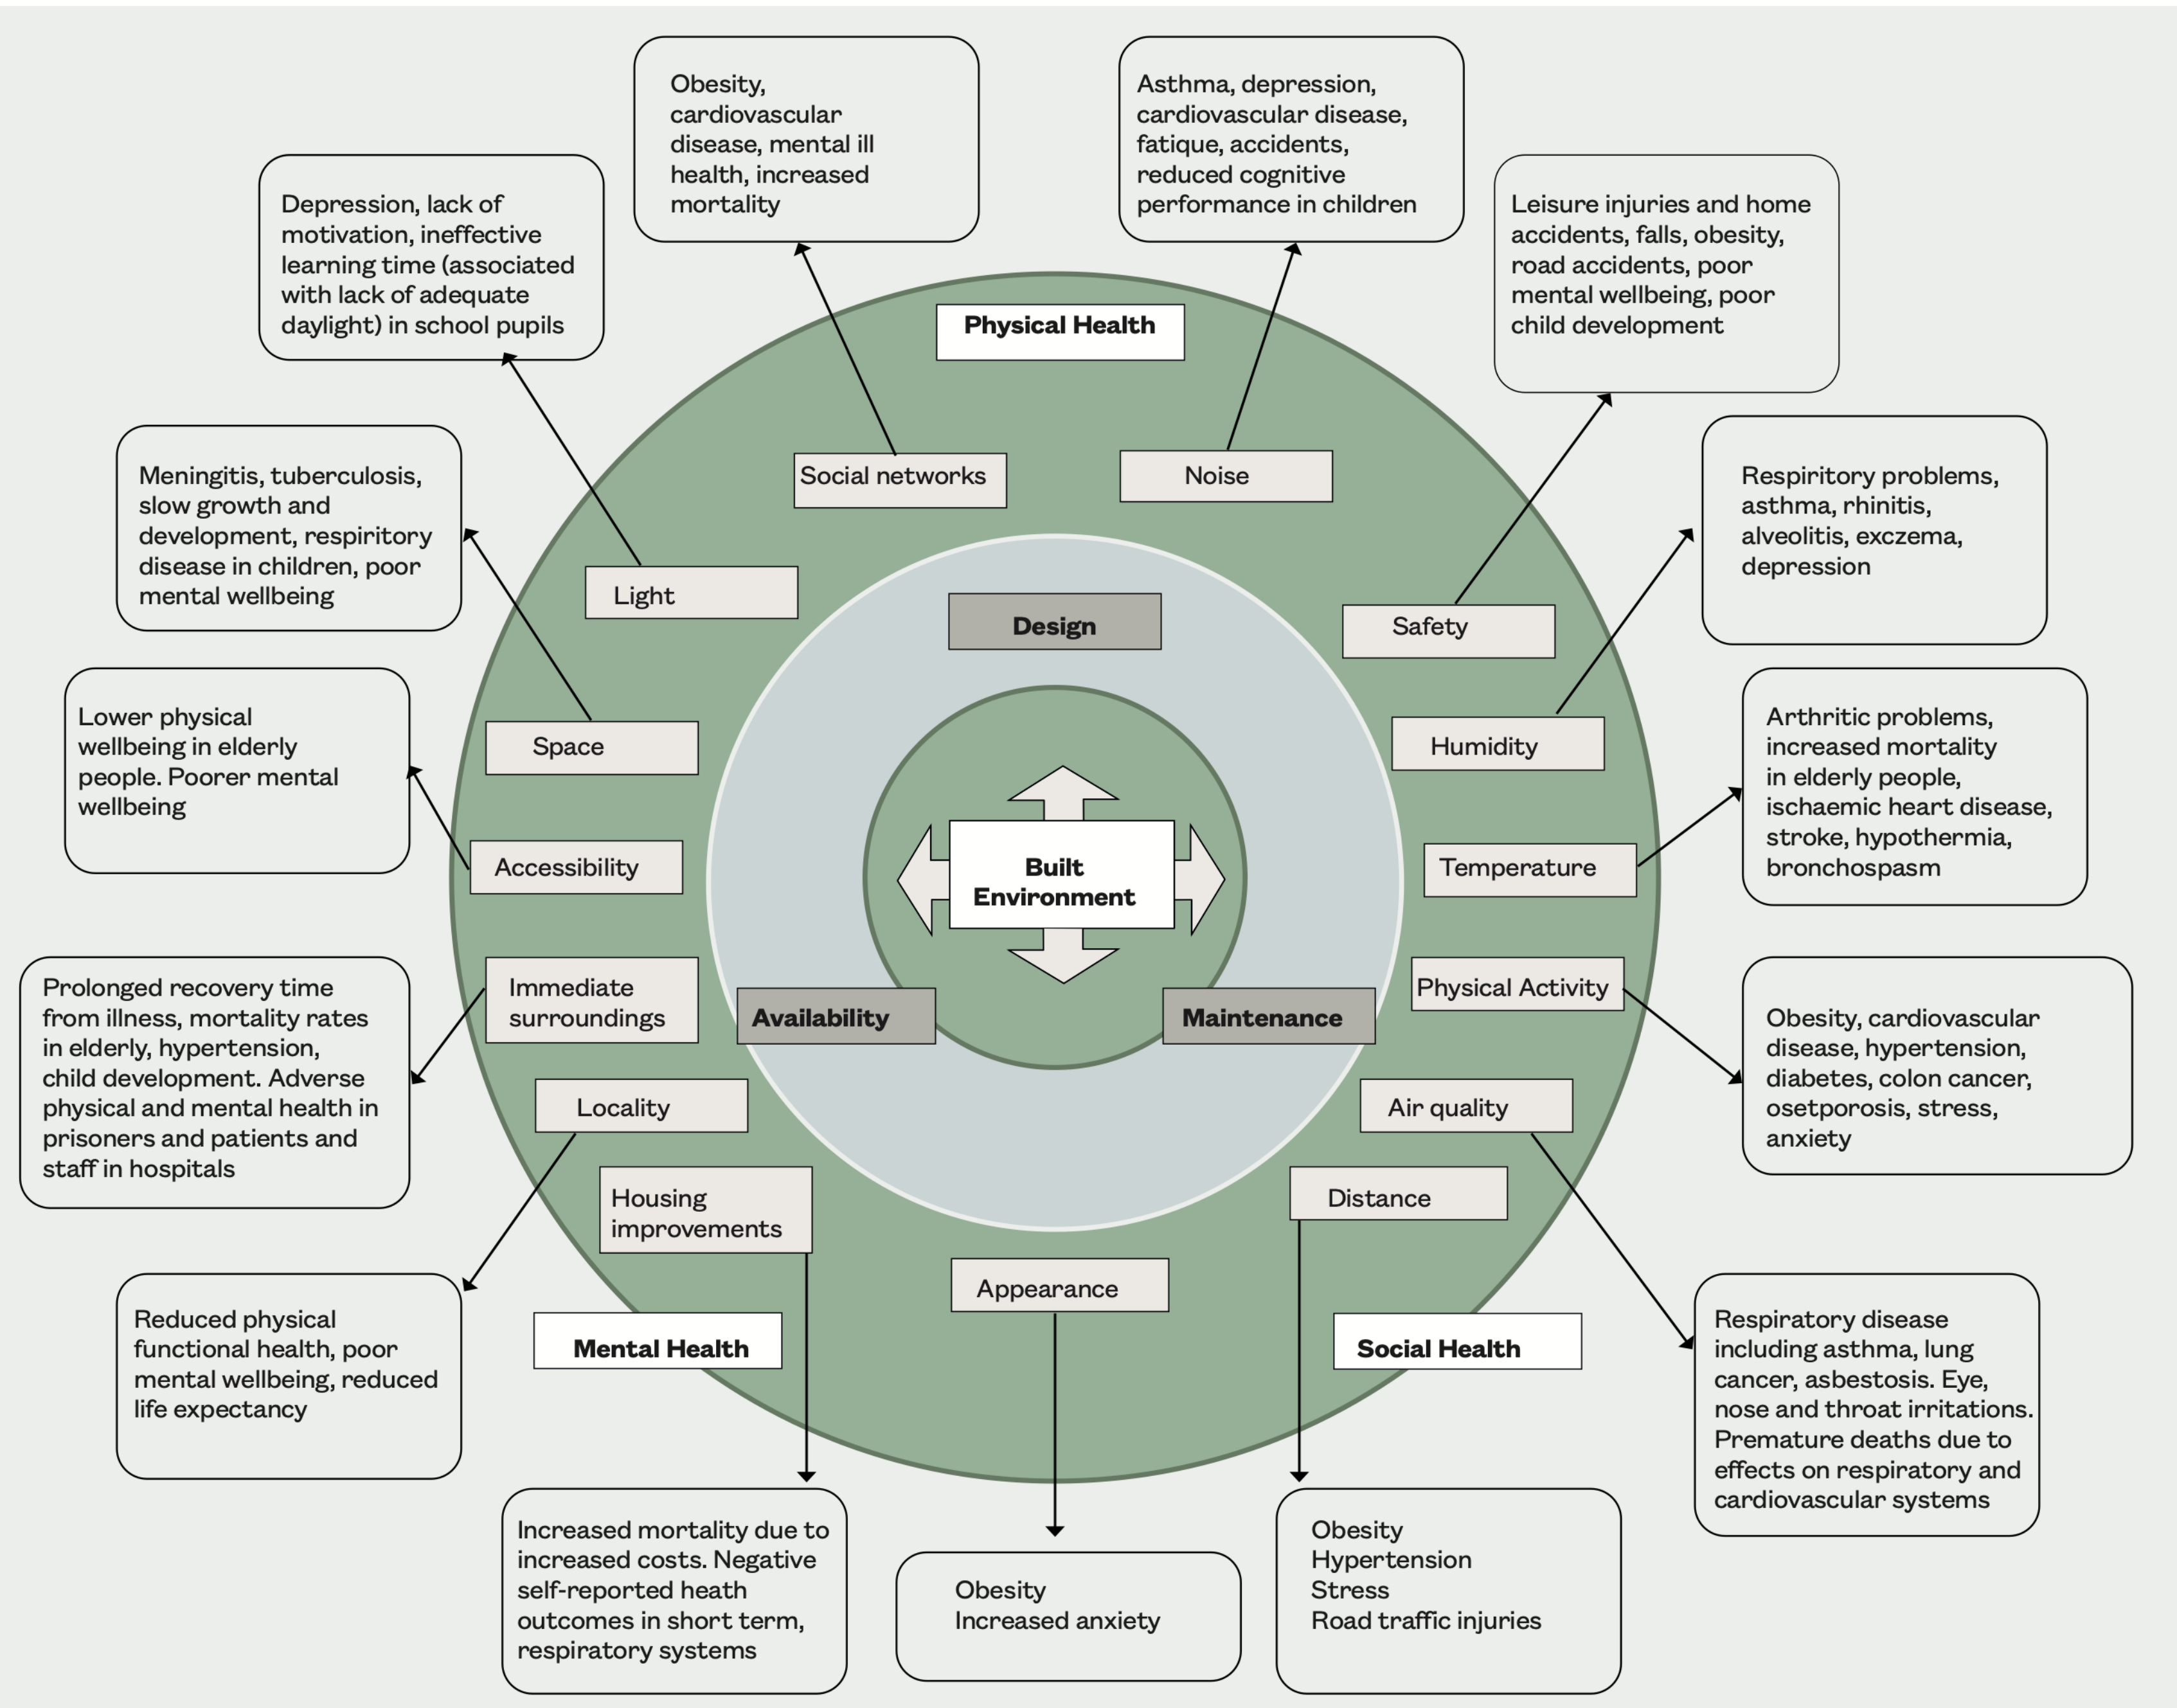 Obesity,
cardiovascular
disease, mental ill
health, increased
mortality
Asthma, depression,
cardiovascular disease,
fatique, accidents,
reduced cognitive
performance in children
Depression, lack of
motivation, ineffective
learning time (associated
with lack of adequate
daylight) in school pupils
Leisure injuries and home
accidents, falls, obesity,
road accidents, poor
mental wellbeing, poor
child development
Physical Health
Meningitis, tuberculosis,
slow growth and
development, respiritory
disease in children, poor
mental wellbeing
Social networks
Noise
Respiritory problems,
asthma, rhinitis,
alveolitis, exczema,
depression
Light
Design
Safety
Lower physical
wellbeing in elderly
people. Poorer mental
wellbeing
Space
Humidity
Arthritic problems,
increased mortality
in elderly people,
ischaemic heart disease,
stroke, hypothermia,
bronchospasm
Accessibility
Built
Environment
Temperature
Prolonged recovery time
from illness, mortality rates
in elderly, hypertension,
child development. Adverse
physical and mental health in
prisoners and patients and
staff in hospitals
Immediate
surroundings
Availability
Maintenance
Physical Activity
Obesity, cardiovascular
disease, hypertension,
diabetes, colon cancer,
osetporosis, stress,
anxiety
Locality
Air quality
Housing
improvements
Distance
Appearance
Reduced physical
functional health, poor
mental wellbeing, reduced
life expectancy
Mental Health
Social Health
Respiratory disease
including asthma, lung
cancer, asbestosis. Eye,
nose and throat irritations.
Premature deaths due to
effects on respiratory and
cardiovascular systems
Increased mortality due to
increased costs. Negative
self-reported heath
outcomes in short term,
respiratory systems
Obesity
Increased anxiety
Obesity
Hypertension
Stress
Road traffic injuries